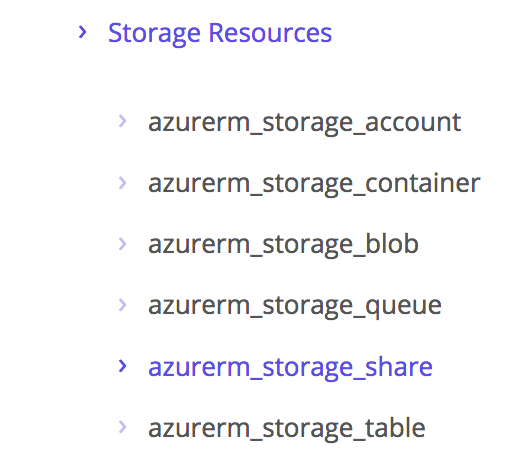 Storage Resources
azurerm_storage_account
azurerm_storage_container
azurerm_storage_blob
azurerm_storage_queue
azurerm_storage_share
azurerm_storage_table